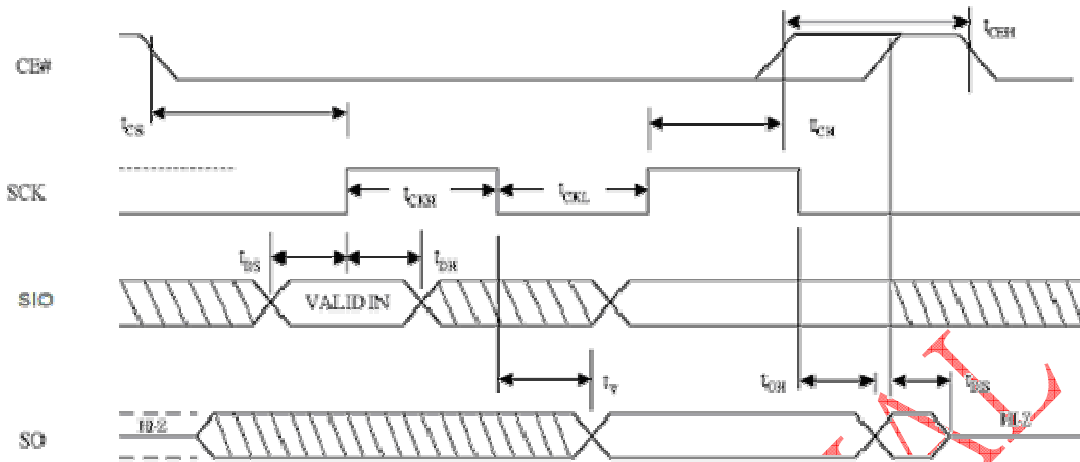 CE#
tCEH
tCS
tCH
SCK
tCKH
tCKL
tDS
tDH
SIO
VALID IN
tV
tOH
SO
HI-Z
HI-Z